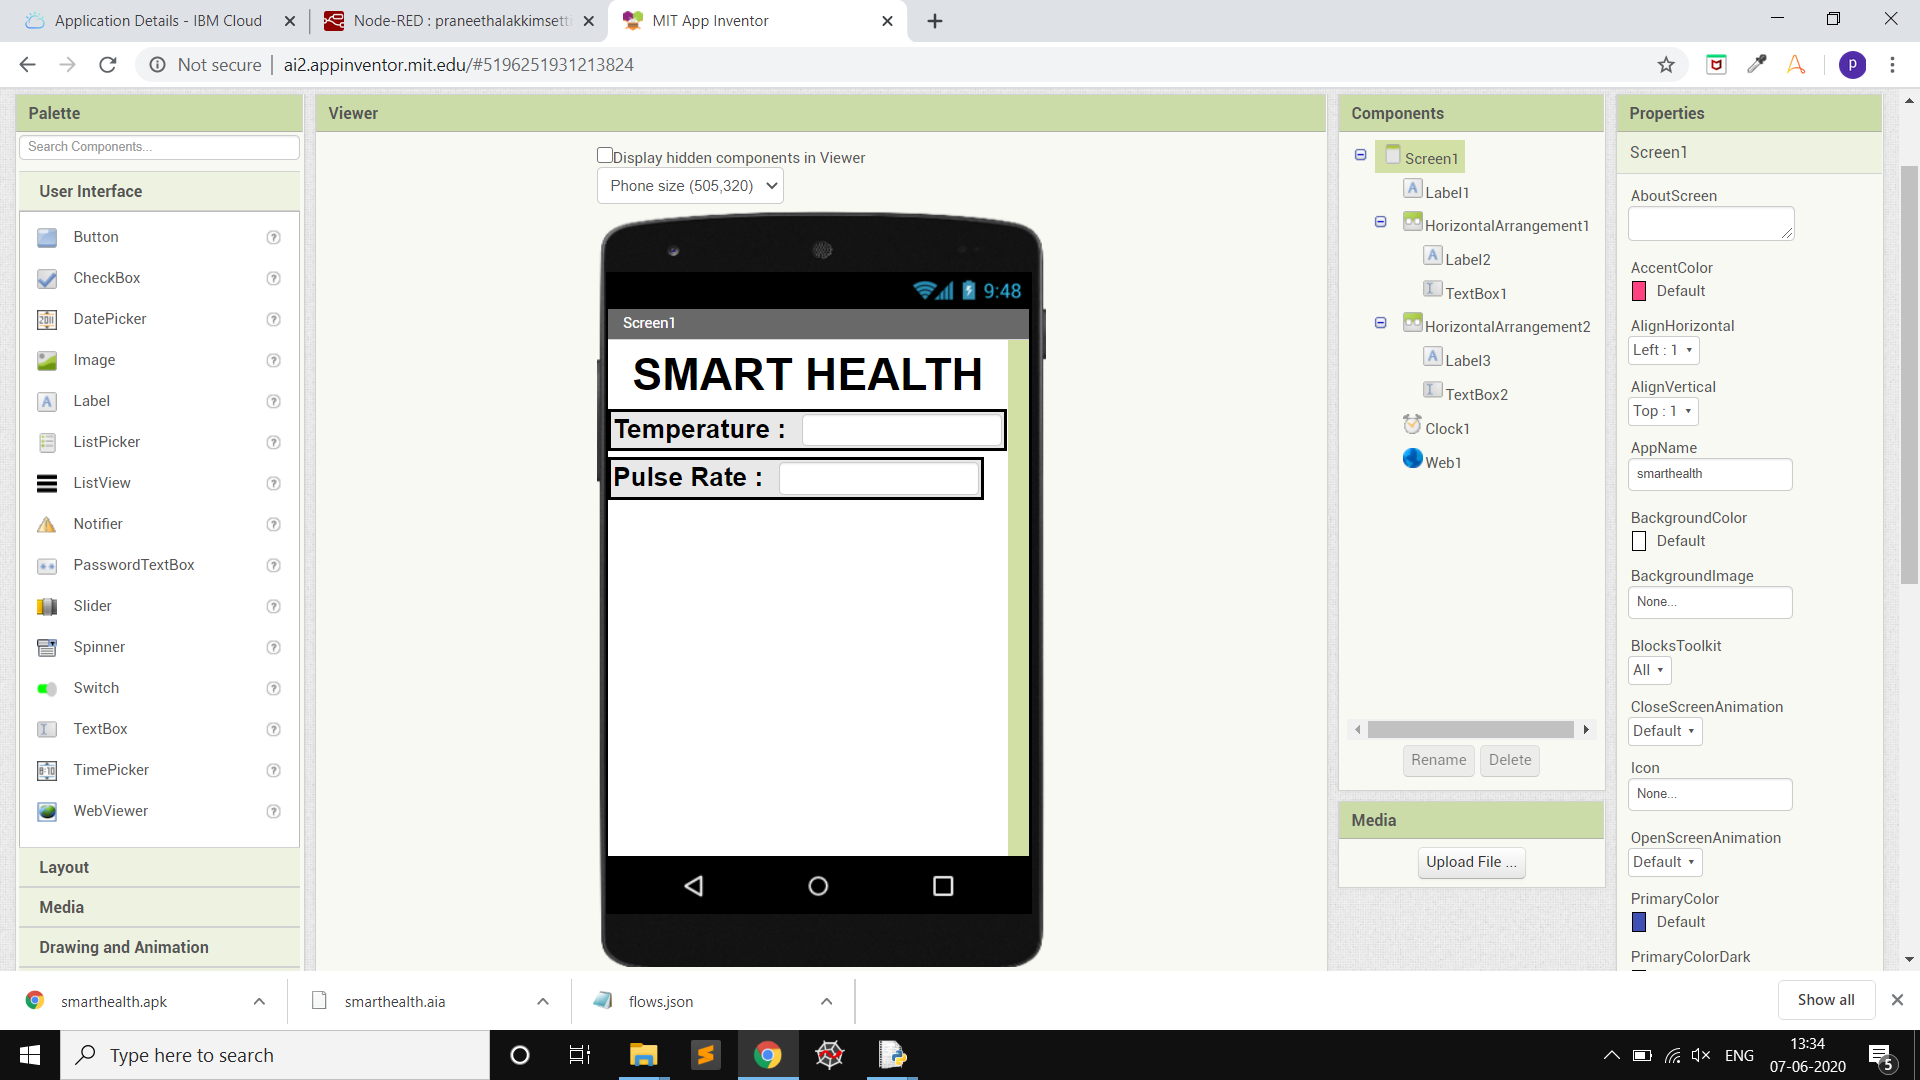 Application Details - IBM Cloud
Node-RED : praneethalakkimsetti
MIT App Inventor
Not secure
ai2.appinventor.mit.edu/#5196251931213824
p
Palette
Search Components...
User Interface
Button
CheckBox
DatePicker
Image
Label
ListPicker
ListView
Notifier
PasswordTextBox
Slider
Spinner
Switch
TextBox
TimePicker
WebViewer
Layout
Media
Drawing and Animation
Viewer
Display hidden components in Viewer
Phone size (505,320)
9:48
Screen1
SMART HEALTH
Temperature :
Pulse Rate :
Components
Screen1
Label1
HorizontalArrangement1
Label2
TextBox1
HorizontalArrangement2
Label3
TextBox2
Clock1
Web1
Rename
Delete
Media
Upload File ...
Properties
Screen1
AboutScreen
AccentColor
Default
AlignHorizontal
Left : 1
AlignVertical
Top : 1
AppName
smarthealth
BackgroundColor
Default
BackgroundImage
None...
BlocksToolkit
All
CloseScreenAnimation
Default
Icon
None...
OpenScreenAnimation
Default
PrimaryColor
Default
PrimaryColorDark
smarthealth.apk
smarthealth.aia
flows.json
Show all
Type here to search
ENG
13:34
07-06-2020
5